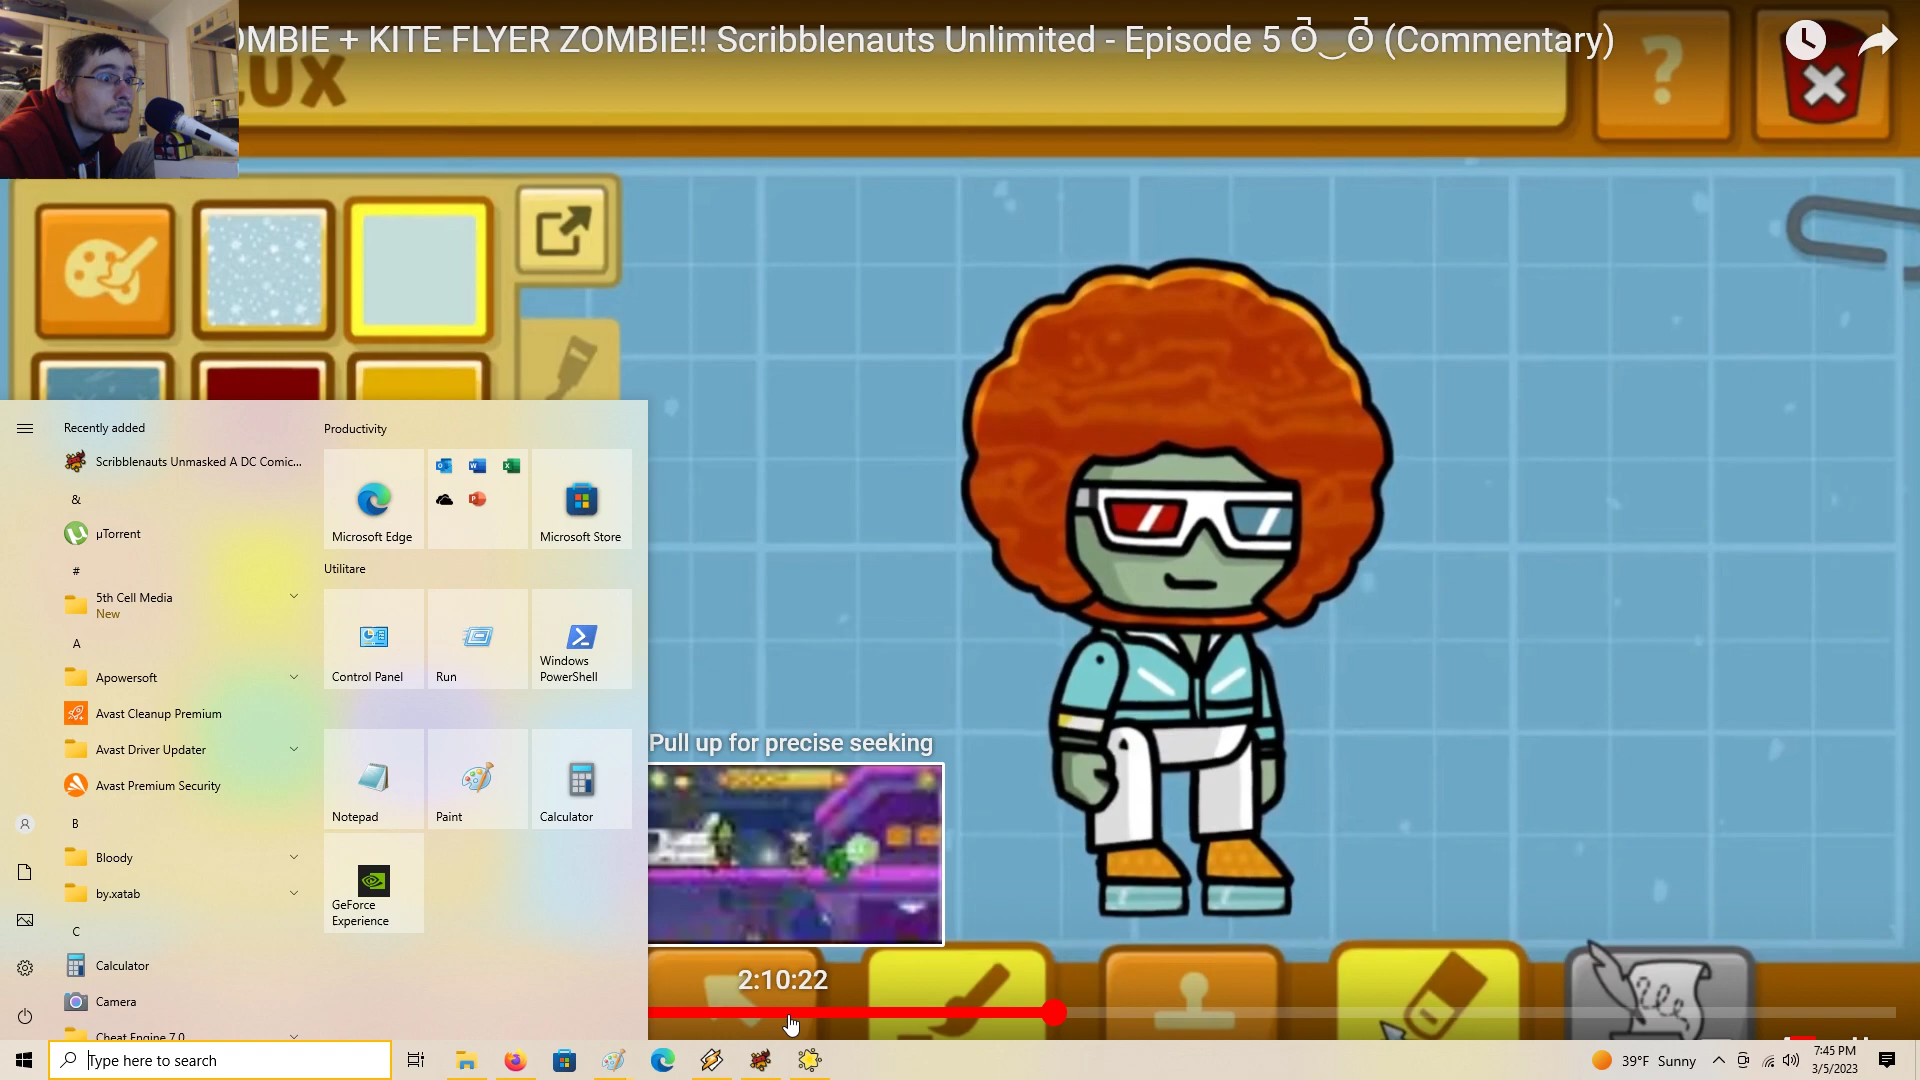 OMBIE + KITE FLYER ZOMBIE!! Scribblenauts Unlimited - Episode 5 Ō̈‿Ō̈ (Commentary)
UX
?
Recently added
Scribblenauts Unmasked A DC Comic...
&
µTorrent
#
5th Cell Media
New
A
Apowersoft
Avast Cleanup Premium
Avast Driver Updater
Avast Premium Security
B
Bloody
by.xatab
C
Calculator
Camera
Cheat Engine 7.0
Productivity
Microsoft Edge
Microsoft Store
Utilitare
Control Panel
Run
Windows PowerShell
Notepad
Paint
Calculator
GeForce Experience
Pull up for precise seeking
2:10:22
Type here to search
39°F Sunny
7:45 PM
3/5/2023